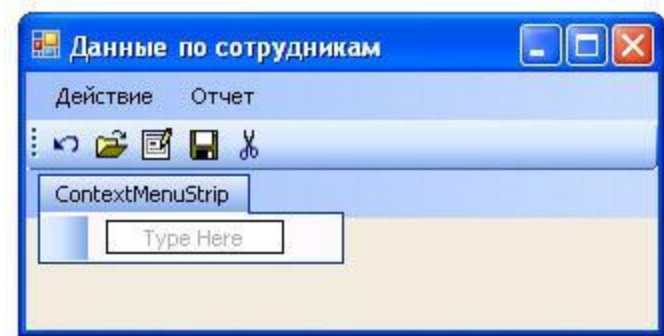 Данные по сотрудникам
Действие Отчет
ContextMenuStrip
Type Here